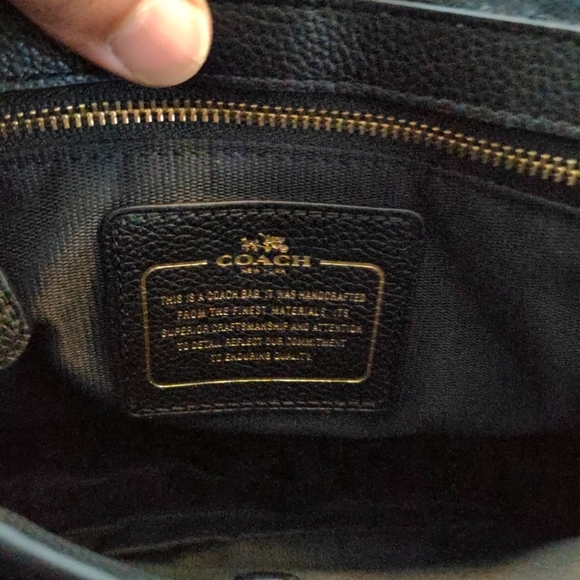 COACH
NEW YORK
THIS IS A COACH BAG. IT WAS HANDCRAFTED
FROM THE FINEST MATERIALS. ITS
SUPERIOR CRAFTSMANSHIP AND ATTENTION
TO DETAIL REFLECT OUR COMMITMENT
TO ENDURING QUALITY.